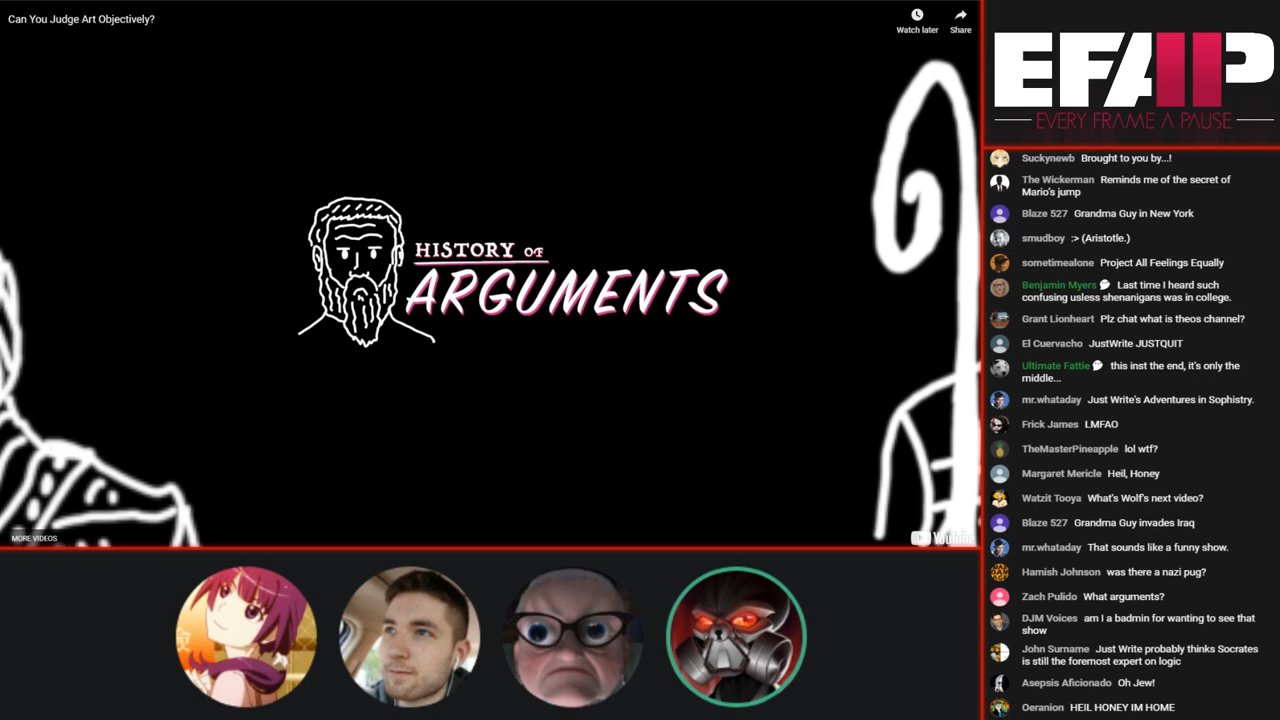 Can You Judge Art Objectively?
Watch later
Share
HISTORY OF
ARGUMENTS
MORE VIDEOS
YouTube
EFAP
EVERY FRAME A PAUSE
Suckynewb Brought to you by...!
The Wickerman Reminds me of the secret of
Mario's jump
Blaze 527 Grandma Guy in New York
smudboy :> (Aristotle.)
sometimealone Project All Feelings Equally
Benjamin Myers Last time I heard such
confusing usless shenanigans was in college.
Grant Lionheart Plz chat what is theos channel?
El Cuervacho JustWrite JUSTQUIT
Ultimate Fattie this inst the end, it's only the
middle...
mr.whataday Just Write's Adventures in Sophistry.
Frick James LMFAO
TheMasterPineapple lol wtf?
Margaret Mericle Heil, Honey
Watzit Tooya What's Wolf's next video?
Blaze 527 Grandma Guy invades Iraq
mr.whataday That sounds like a funny show.
Hamish Johnson was there a nazi pug?
Zach Pulido What arguments?
DJM Voices am I a badmin for wanting to see that
show
John Surname Just Write probably thinks Socrates
is still the foremost expert on logic
Asepsis Aficionado Oh Jew!
Oeranion HEIL HONEY IM HOME